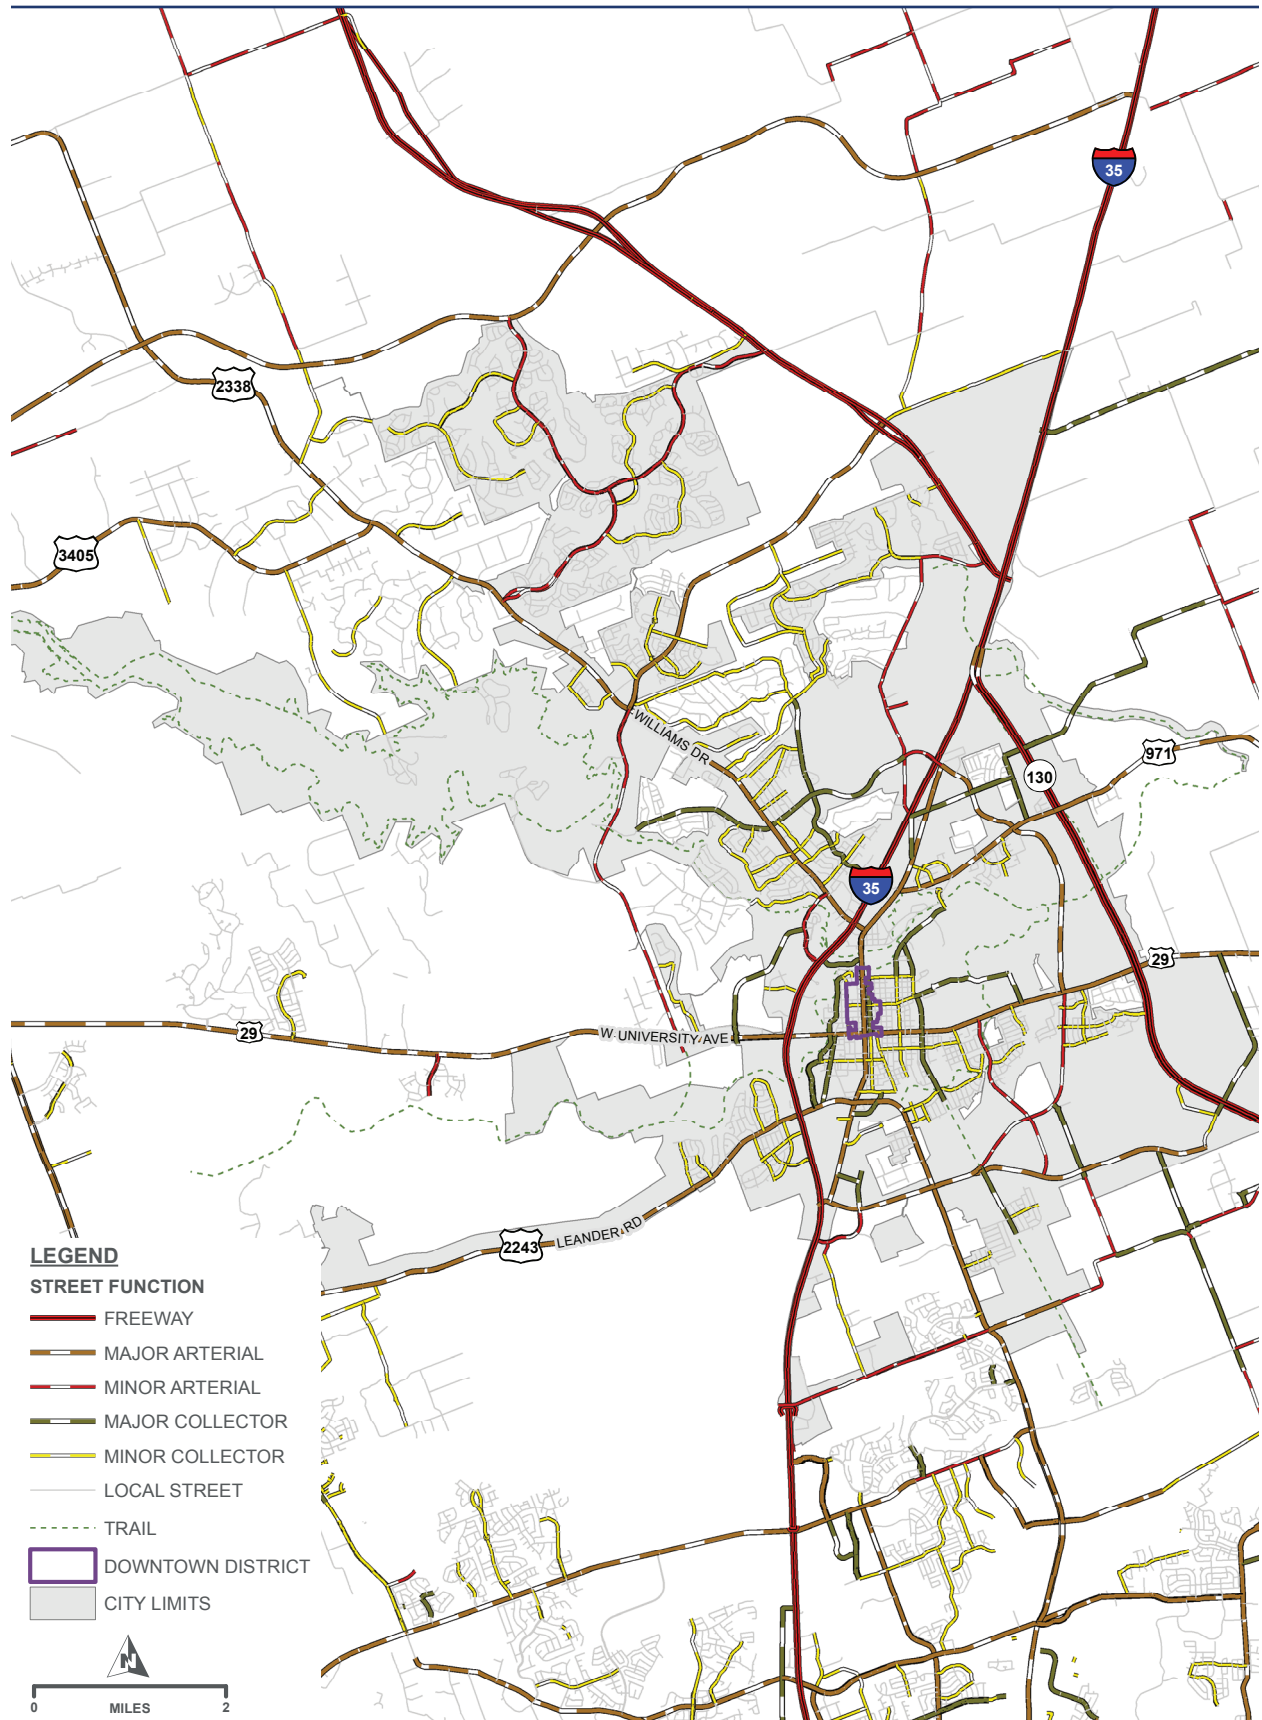 35
2338
3405
WILLIAMS DR
971
130
35
29
29
W. UNIVERSITY AVE
2243
LEANDER RD
LEGEND
STREET FUNCTION
FREEWAY
MAJOR ARTERIAL
MINOR ARTERIAL
MAJOR COLLECTOR
MINOR COLLECTOR
LOCAL STREET
TRAIL
DOWNTOWN DISTRICT
CITY LIMITS
N
0 MILES 2